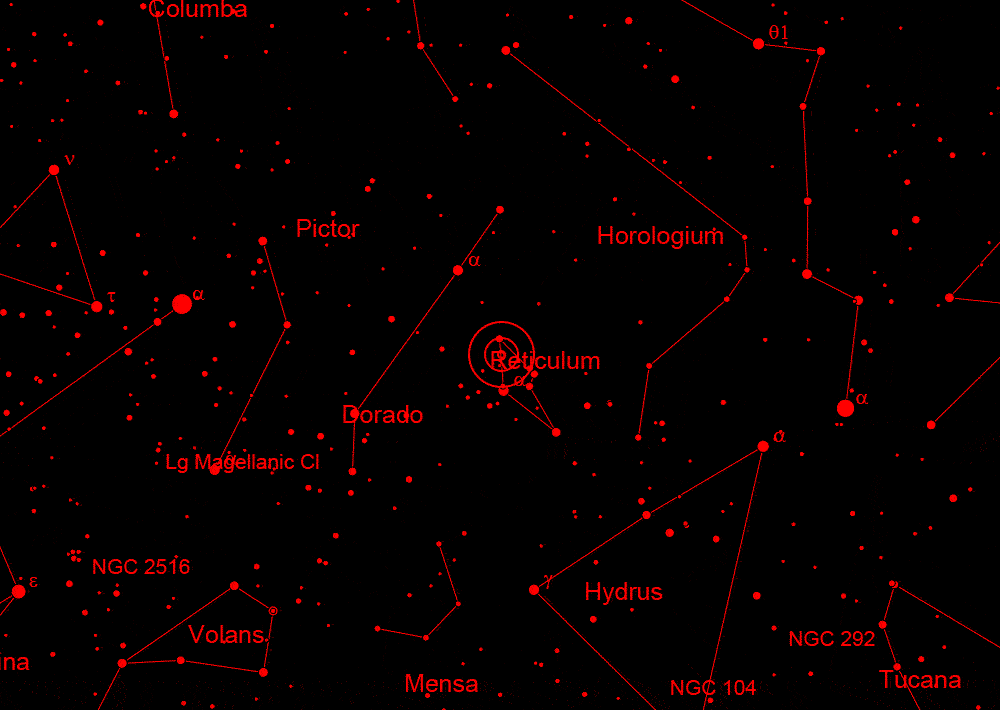 Columba
θ1
ν
Pictor
Horologium
α
τ
α
Reticulum
α
α
Dorado
α
Lg Magellanic Cl
α
ε
NGC 2516
ε
γ
Hydrus
Volans
NGC 292
ina
Tucana
Mensa
NGC 104